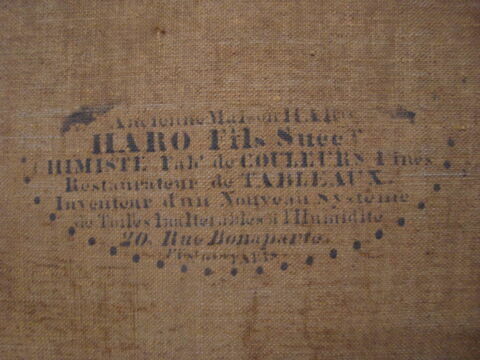 Ancienne Maison HARO
HARO Fils Succr
CHIMISTE Fabt de COULEURS Fines
Restaurateur de TABLEAUX.
Inventeur d'un Nouveau Système
de Toiles Inaltérables à l'Humidité
20, Rue Bonaparte.
PARIS